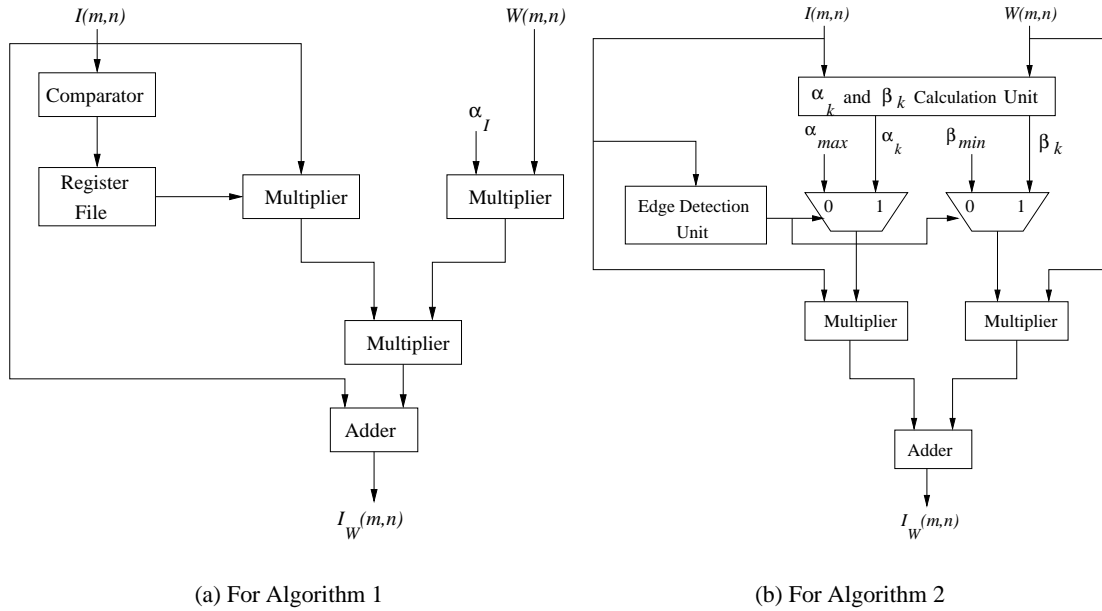 I(m,n)
W(m,n)
Comparator
α_I
Register
File
Multiplier
Multiplier
Multiplier
Adder
I_W(m,n)
(a) For Algorithm 1
I(m,n)
W(m,n)
α_k and β_k Calculation Unit
α_max
α_k
β_min
β_k
Edge Detection
Unit
0 1
0 1
Multiplier
Multiplier
Adder
I_W(m,n)
(b) For Algorithm 2